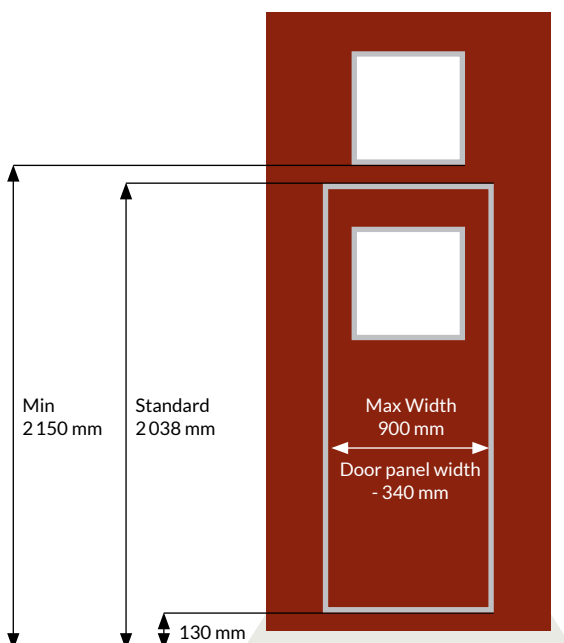 Min
2 150 mm
Standard
2 038 mm
Max Width
900 mm
Door panel width
- 340 mm
130 mm